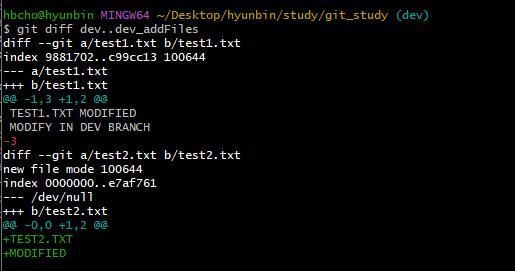 hbcho@hyunbin MINGW64 ~/Desktop/hyunbin/study/git_study (dev)
$ git diff dev..dev_addFiles
diff --git a/test1.txt b/test1.txt
index 9881702..c99cc13 100644
--- a/test1.txt
+++ b/test1.txt
@@ -1,3 +1,2 @@
 TEST1.TXT MODIFIED
 MODIFY IN DEV BRANCH
-3
diff --git a/test2.txt b/test2.txt
new file mode 100644
index 0000000..e7af761
--- /dev/null
+++ b/test2.txt
@@ -0,0 +1,2 @@
+TEST2.TXT
+MODIFIED